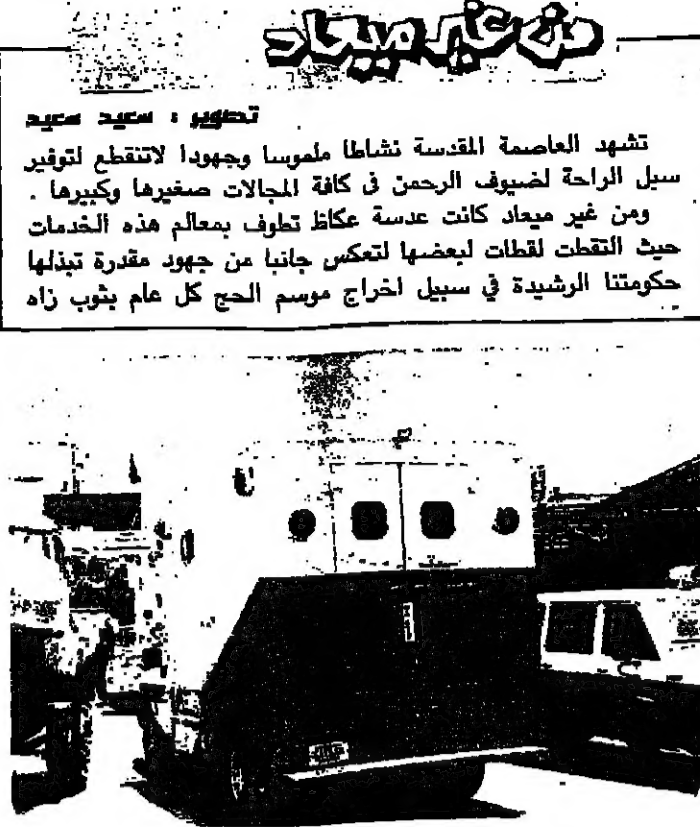 من غير ميعاد
تصوير : سعيد سعيد
تشهد العاصمة المقدسة نشاطا ملموسا وجهودا لاتنقطع لتوفير
سبل الراحة لضيوف الرحمن فى كافة المجالات صغيرها وكبيرها .
ومن غير ميعاد كانت عدسة عكاظ تطوف بمعالم هذه الخدمات
حيث التقطت لقطات لبعضها لتعكس جانبا من جهود مقدرة تبذلها
حكومتنا الرشيدة في سبيل اخراج موسم الحج كل عام بثوب زاه